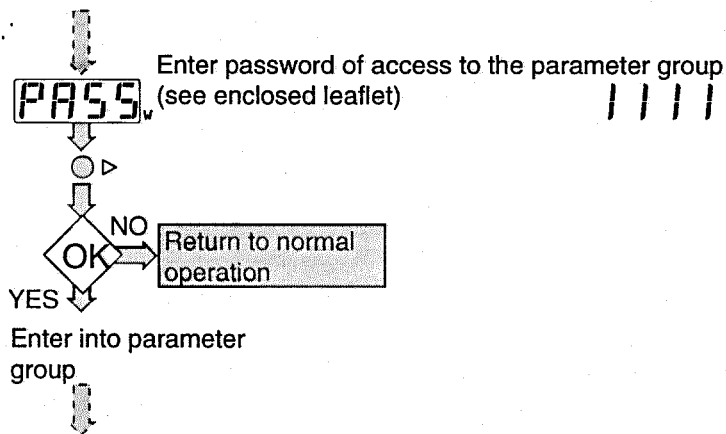 Enter password of access to the parameter group
PASS (see enclosed leaflet) 1111
NO
OK
Return to normal
operation
YES
Enter into parameter
group